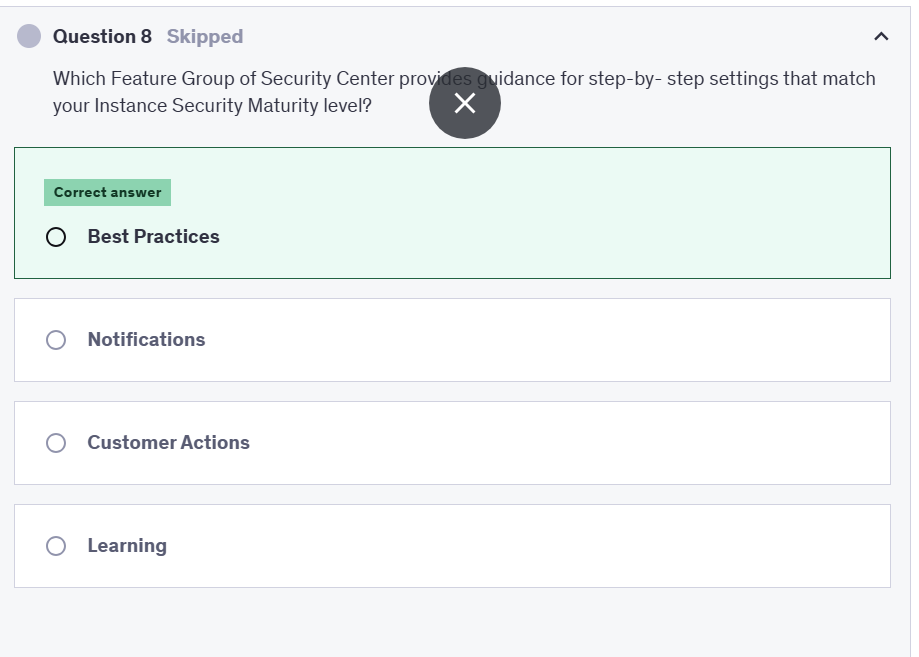 Question 8 Skipped
Which Feature Group of Security Center provides guidance for step-by- step settings that match
your Instance Security Maturity level?
Correct answer
Best Practices
Notifications
Customer Actions
Learning